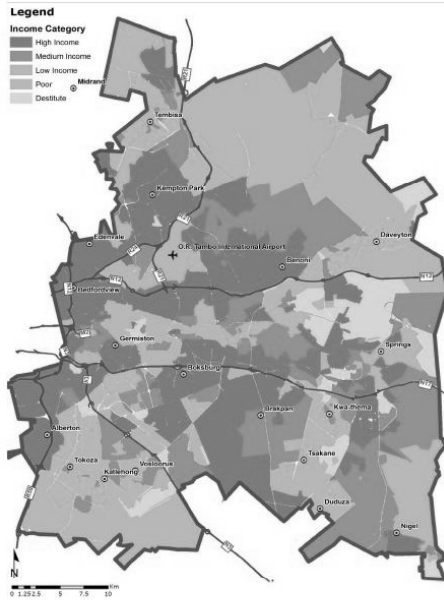 Legend
Income Category
High Income
Medium Income
Low Income
Poor
Destitute
Midrand
Tembisa
Kempton Park
Edenvale
O.R. Tambo International Airport
Daveyton
Benoni
Bedfordview
Germiston
Springs
Boksburg
Brakpan
Kwa-thema
Alberton
Tokoza
Vosloorus
Katlehong
Tsakane
Duduza
Nigel
N
0 1.25 2.5 5 7.5 10 Km